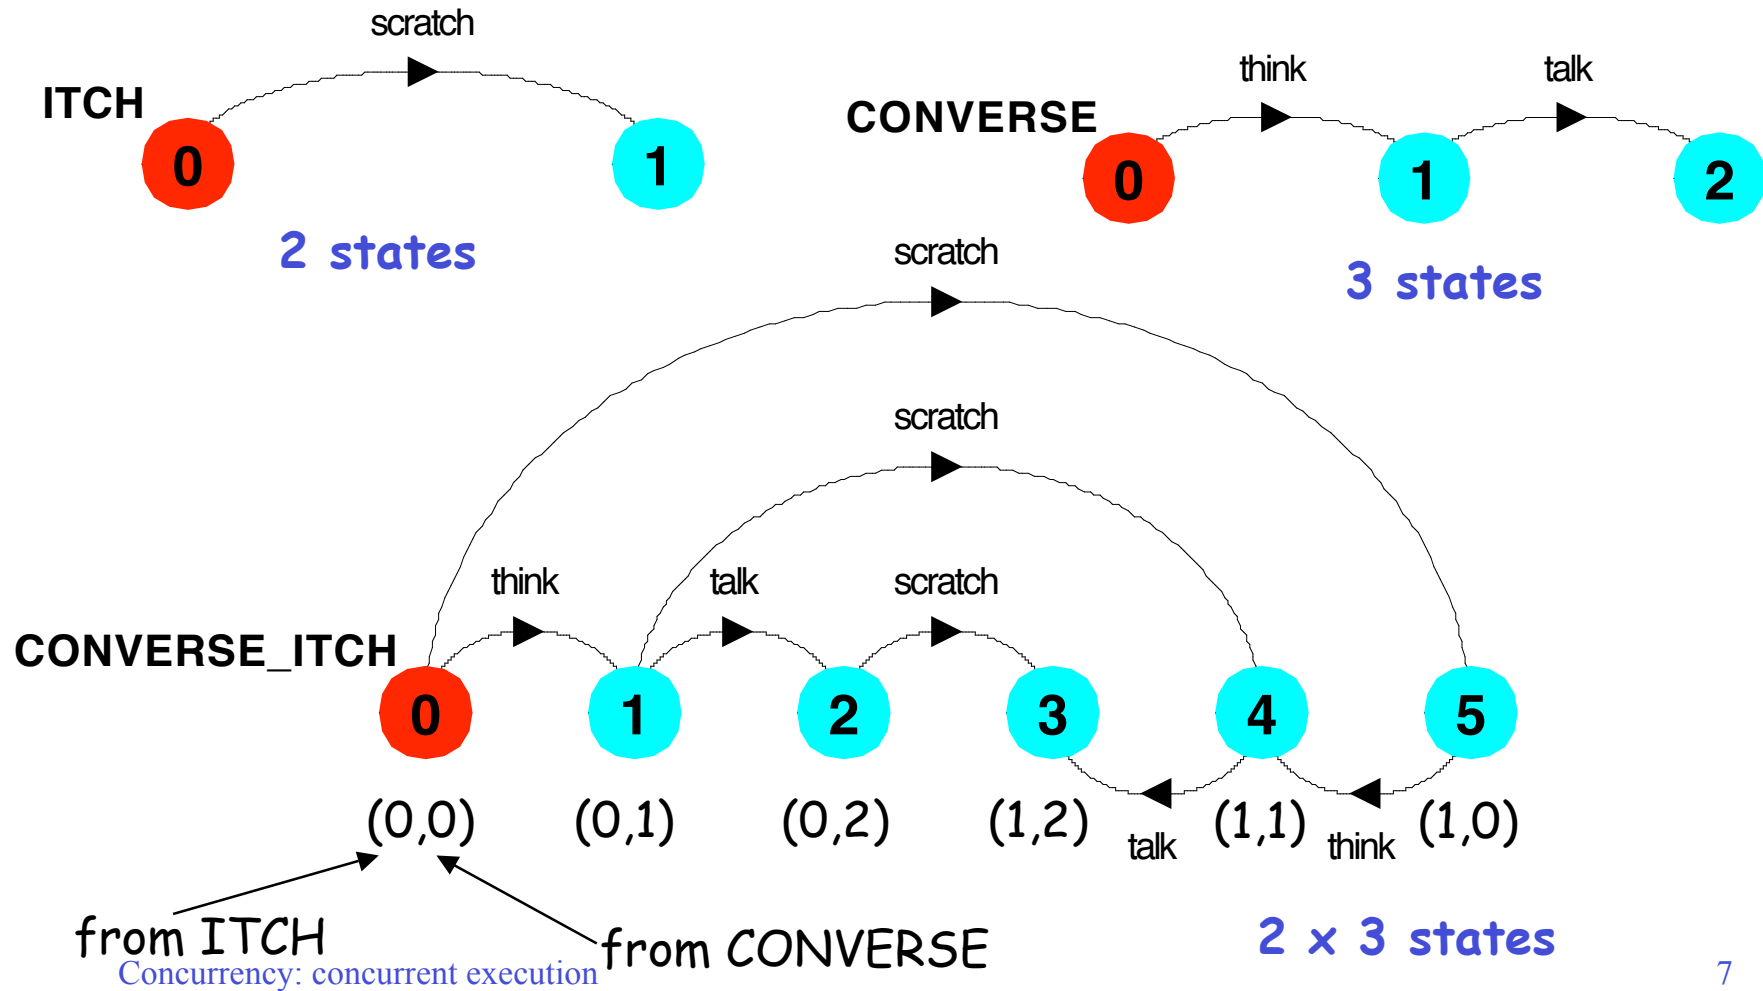 scratch
ITCH
0
1
2 states
think
talk
CONVERSE
0
1
2
3 states
scratch
scratch
think
talk
scratch
CONVERSE_ITCH
0 1 2 3 4 5
(0,0) (0,1) (0,2) (1,2) (1,1) (1,0)
talk think
from ITCH
from CONVERSE
2 x 3 states
Concurrency: concurrent execution
7